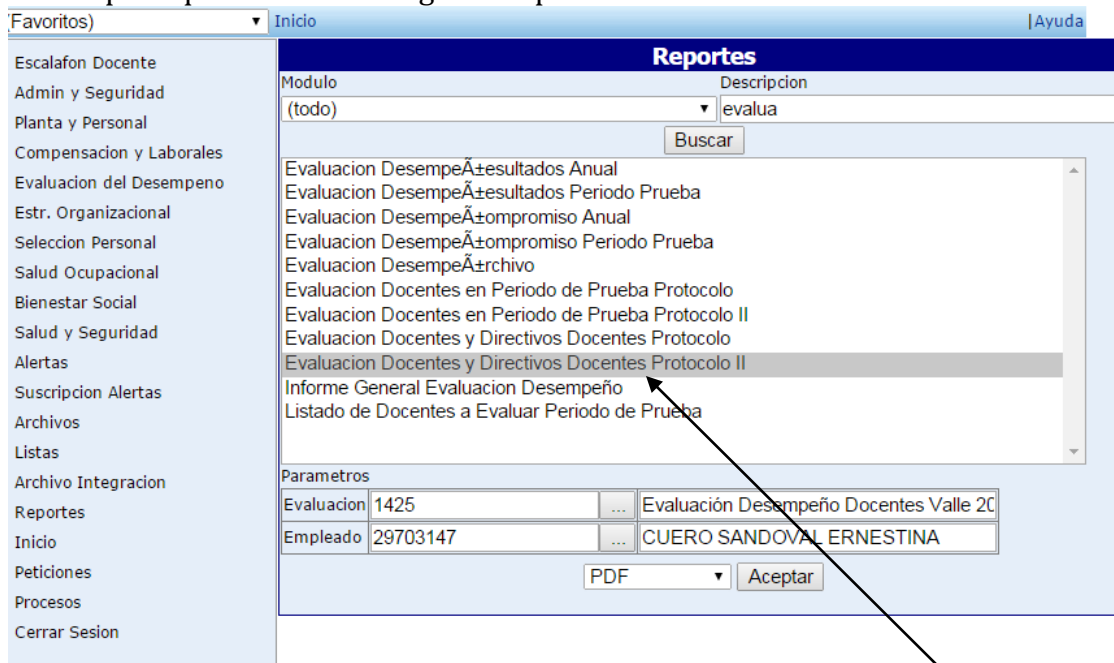 (Favoritos)
Inicio
|Ayuda
Escalafon Docente
Admin y Seguridad
Planta y Personal
Compensacion y Laborales
Evaluacion del Desempeno
Estr. Organizacional
Seleccion Personal
Salud Ocupacional
Bienestar Social
Salud y Seguridad
Alertas
Suscripcion Alertas
Archivos
Listas
Archivo Integracion
Reportes
Inicio
Peticiones
Procesos
Cerrar Sesion
Reportes
Modulo Descripcion
(todo) evalua
Buscar
Evaluacion DesempeÃ±esultados Anual
Evaluacion DesempeÃ±esultados Periodo Prueba
Evaluacion DesempeÃ±ompromiso Anual
Evaluacion DesempeÃ±ompromiso Periodo Prueba
Evaluacion DesempeÃ±rchivo
Evaluacion Docentes en Periodo de Prueba Protocolo
Evaluacion Docentes en Periodo de Prueba Protocolo II
Evaluacion Docentes y Directivos Docentes Protocolo
Evaluacion Docentes y Directivos Docentes Protocolo II
Informe General Evaluacion Desempeño
Listado de Docentes a Evaluar Periodo de Prueba
Parametros
Evaluacion 1425 ... Evaluación Desempeño Docentes Valle 20
Empleado 29703147 ... CUERO SANDOVAL ERNESTINA
PDF Aceptar